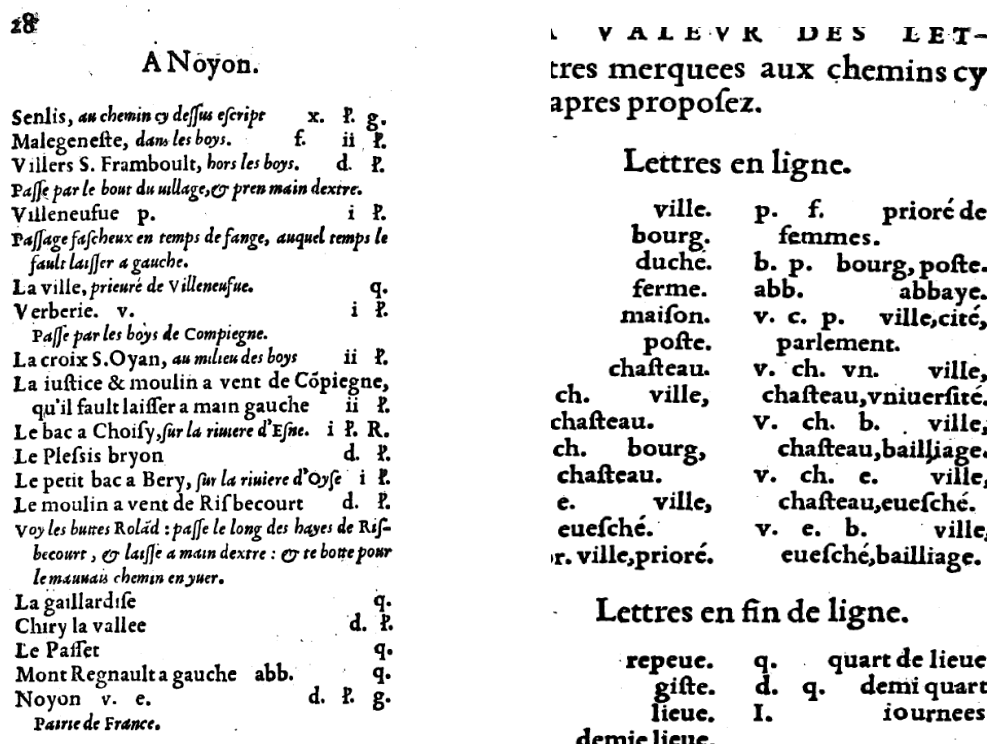 28
A Noyon.
Senlis, au chemin cy deſſus eſcript x. ꝉ. g.
Malegeneſte, dans les boys. f. ii ꝉ.
Villers S. Framboult, hors les boys. d. ꝉ.
Paſſe par le bout du uillage, & pren main dextre.
Villeneufue p. i ꝉ.
Paſſage faſcheux en temps de fange, auquel temps le
fault laiſſer a gauche.
La ville, prieuré de Villeneufue. q.
Verberie. v. i ꝉ.
Paſſe par les boys de Compiegne.
La croix S.Oyan, au milieu des boys ii ꝉ.
La iuſtice & moulin a vent de Cõpiegne,
qu'il fault laiſſer a main gauche ii ꝉ.
Le bac a Choiſy, ſur la riuiere d'Eſne. i ꝉ. R.
Le Pleſsis bryon d. ꝉ.
Le petit bac a Bery, ſur la riuiere d'Oyſe i ꝉ.
Le moulin a vent de Riſbecourt d. ꝉ.
Voy les buttes Rolãd : paſſe le long des hayes de Riſ-
becourt, & laiſſe a main dextre : & te botte pour
le mauuais chemin en yuer.
La gaillardiſe q.
Chiry la vallee d. ꝉ.
Le Paſſet q.
Mont Regnault a gauche abb. q.
Noyon v. e. d. ꝉ. g.
Pairie de France.
VALEVR DES LET-
tres merquees aux chemins cy
apres propoſez.
Lettres en ligne.
ville. p. f. prioré de
bourg. femmes.
duché. b. p. bourg, poſte.
ferme. abb. abbaye.
maiſon. v. c. p. ville,cité,
poſte. parlement.
chaſteau. v. ch. vn. ville,
ch. ville, chaſteau,vniuerſité.
chaſteau. v. ch. b. ville,
ch. bourg, chaſteau,bailliage.
chaſteau. v. ch. e. ville,
e. ville, chaſteau,eueſché.
eueſché. v. e. b. ville,
r. ville,prioré. eueſché,bailliage.
Lettres en fin de ligne.
repeue. q. quart de lieue
giſte. d. q. demi quart
lieue. I. iournees
demie lieue.